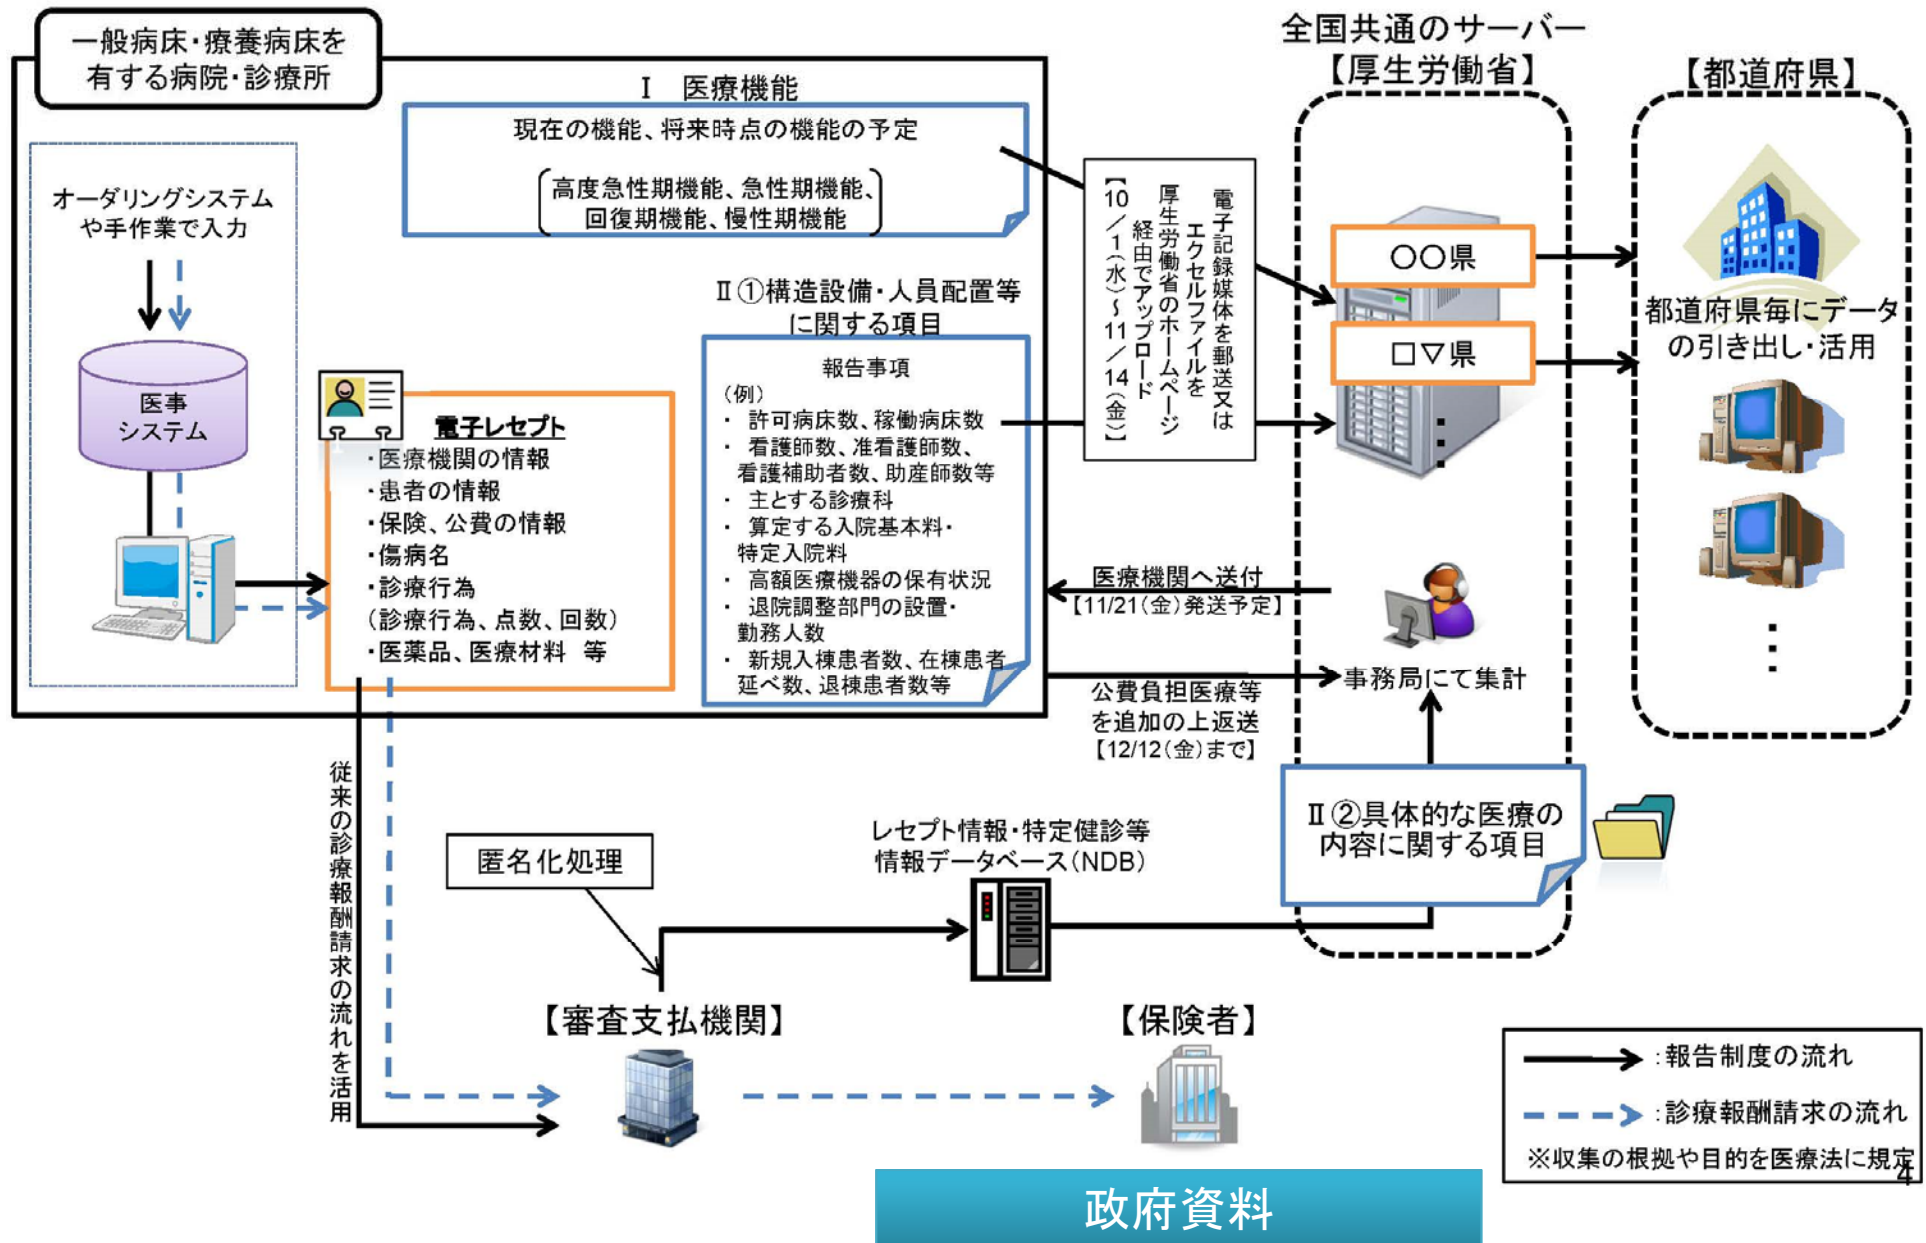 一般病床・療養病床を
有する病院・診療所
オーダリングシステム
や手作業で入力
医事
システム
電子レセプト
・医療機関の情報
・患者の情報
・保険、公費の情報
・傷病名
・診療行為
（診療行為、点数、回数）
・医薬品、医療材料 等
Ⅰ 医療機能
現在の機能、将来時点の機能の予定
高度急性期機能、急性期機能、
回復期機能、慢性期機能
Ⅱ①構造設備・人員配置等
に関する項目
報告事項
（例）
・ 許可病床数、稼働病床数
・ 看護師数、准看護師数、
看護補助者数、助産師数等
・ 主とする診療科
・ 算定する入院基本料・
特定入院料
・ 高額医療機器の保有状況
・ 退院調整部門の設置・
勤務人数
・ 新規入棟患者数、在棟患者
延べ数、退棟患者数等
電子記録媒体を郵送又は
エクセルファイルを
厚生労働省のホームページ
経由でアップロード
【10／1（水）～11／14（金）】
全国共通のサーバー
【厚生労働省】
○○県
□▽県
医療機関へ送付
【11/21（金）発送予定】
事務局にて集計
公費負担医療等
を追加の上返送
【12/12（金）まで】
Ⅱ②具体的な医療の
内容に関する項目
【都道府県】
都道府県毎にデータ
の引き出し・活用
従来の診療報酬請求の流れを活用
匿名化処理
レセプト情報・特定健診等
情報データベース（NDB）
【審査支払機関】
【保険者】
：報告制度の流れ
：診療報酬請求の流れ
※収集の根拠や目的を医療法に規定
4
政府資料